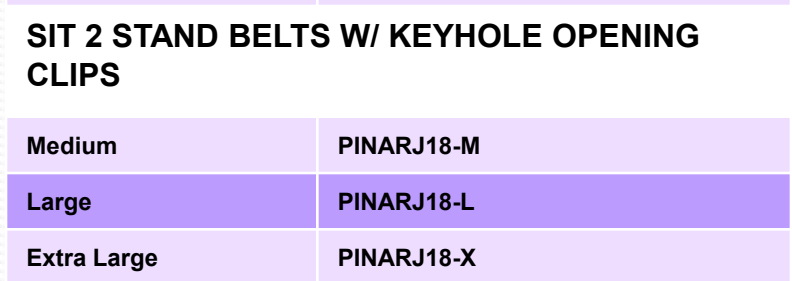 SIT 2 STAND BELTS W/ KEYHOLE OPENING
CLIPS
Medium PINARJ18-M
Large PINARJ18-L
Extra Large PINARJ18-X